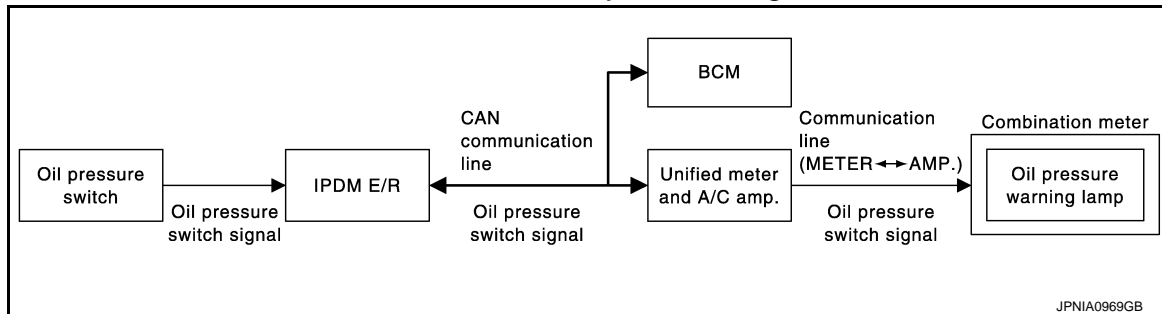 BCM
CAN
communication
line
Communication
line
(METER ↔ AMP.)
Combination meter
Oil pressure
switch
IPDM E/R
Unified meter
and A/C amp.
Oil pressure
warning lamp
Oil pressure
switch signal
Oil pressure
switch signal
Oil pressure
switch signal
JPNIA0969GB